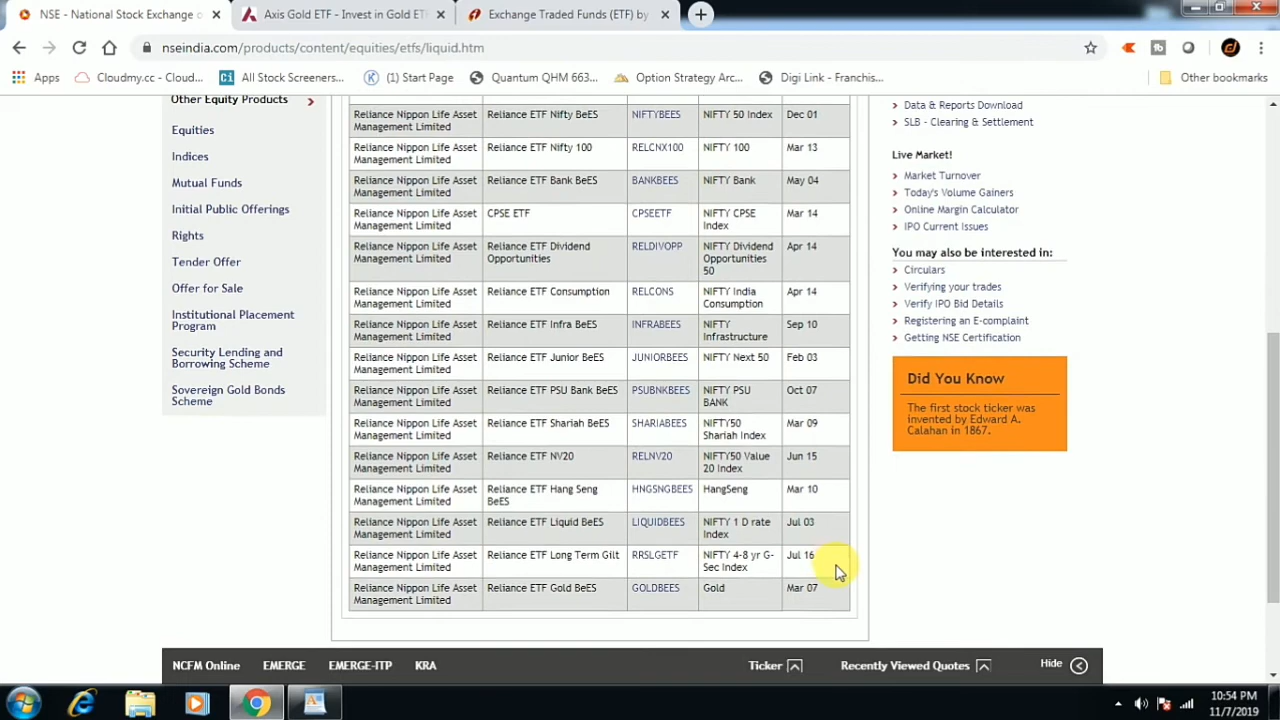 NSE - National Stock Exchange o
Axis Gold ETF - Invest in Gold ETF
Exchange Traded Funds (ETF) by
nseindia.com/products/content/equities/etfs/liquid.htm
Apps
Cloudmy.cc - Cloud...
All Stock Screeners...
(1) Start Page
Quantum QHM 663...
Option Strategy Arc...
Digi Link - Franchis...
Other bookmarks
Other Equity Products
Equities
Indices
Mutual Funds
Initial Public Offerings
Rights
Tender Offer
Offer for Sale
Institutional Placement
Program
Security Lending and
Borrowing Scheme
Sovereign Gold Bonds
Scheme
Reliance Nippon Life Asset Reliance ETF Nifty BeES NIFTYBEES NIFTY 50 Index Dec 01
Management Limited
Reliance Nippon Life Asset Reliance ETF Nifty 100 RELCNX100 NIFTY 100 Mar 13
Management Limited
Reliance Nippon Life Asset Reliance ETF Bank BeES BANKBEES NIFTY Bank May 04
Management Limited
Reliance Nippon Life Asset CPSE ETF CPSEETF NIFTY CPSE Mar 14
Management Limited Index
Reliance Nippon Life Asset Reliance ETF Dividend RELDIVOPP NIFTY Dividend Apr 14
Management Limited Opportunities Opportunities
50
Reliance Nippon Life Asset Reliance ETF Consumption RELCONS NIFTY India Apr 14
Management Limited Consumption
Reliance Nippon Life Asset Reliance ETF Infra BeES INFRABEES NIFTY Sep 10
Management Limited Infrastructure
Reliance Nippon Life Asset Reliance ETF Junior BeES JUNIORBEES NIFTY Next 50 Feb 03
Management Limited
Reliance Nippon Life Asset Reliance ETF PSU Bank BeES PSUBNKBEES NIFTY PSU Oct 07
Management Limited BANK
Reliance Nippon Life Asset Reliance ETF Shariah BeES SHARIABEES NIFTY50 Mar 09
Management Limited Shariah Index
Reliance Nippon Life Asset Reliance ETF NV20 RELNV20 NIFTY50 Value Jun 15
Management Limited 20 Index
Reliance Nippon Life Asset Reliance ETF Hang Seng HNGSNGBEES HangSeng Mar 10
Management Limited BeES
Reliance Nippon Life Asset Reliance ETF Liquid BeES LIQUIDBEES NIFTY 1 D rate Jul 03
Management Limited Index
Reliance Nippon Life Asset Reliance ETF Long Term Gilt RRSLGETF NIFTY 4-8 yr G- Jul 16
Management Limited Sec Index
Reliance Nippon Life Asset Reliance ETF Gold BeES GOLDBEES Gold Mar 07
Management Limited
Data & Reports Download
SLB - Clearing & Settlement
Live Market!
Market Turnover
Today's Volume Gainers
Online Margin Calculator
IPO Current Issues
You may also be interested in:
Circulars
Verifying your trades
Verify IPO Bid Details
Registering an E-complaint
Getting NSE Certification
Did You Know
The first stock ticker was
invented by Edward A.
Calahan in 1867.
NCFM Online EMERGE EMERGE-ITP KRA Ticker Recently Viewed Quotes Hide
10:54 PM
11/7/2019